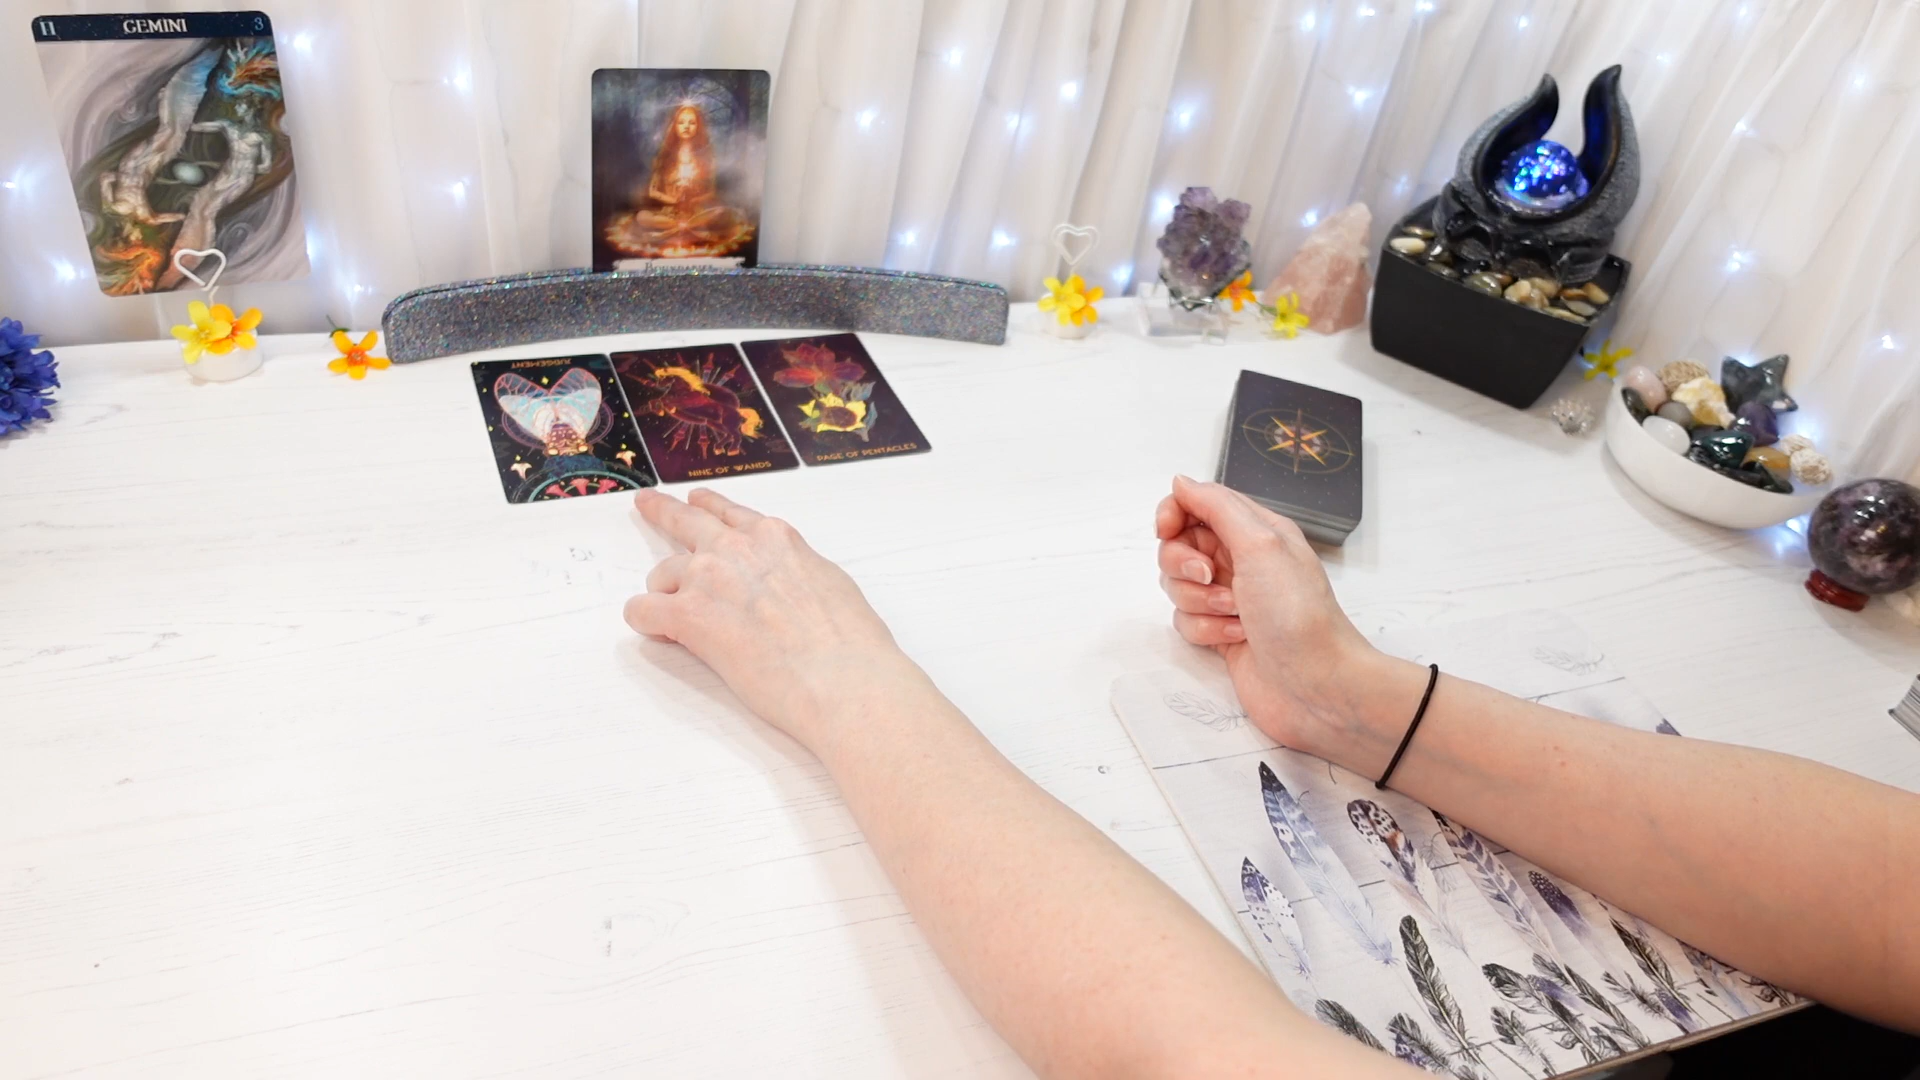 II GEMINI 3
JUDGEMENT
NINE OF WANDS
PAGE OF PENTACLES